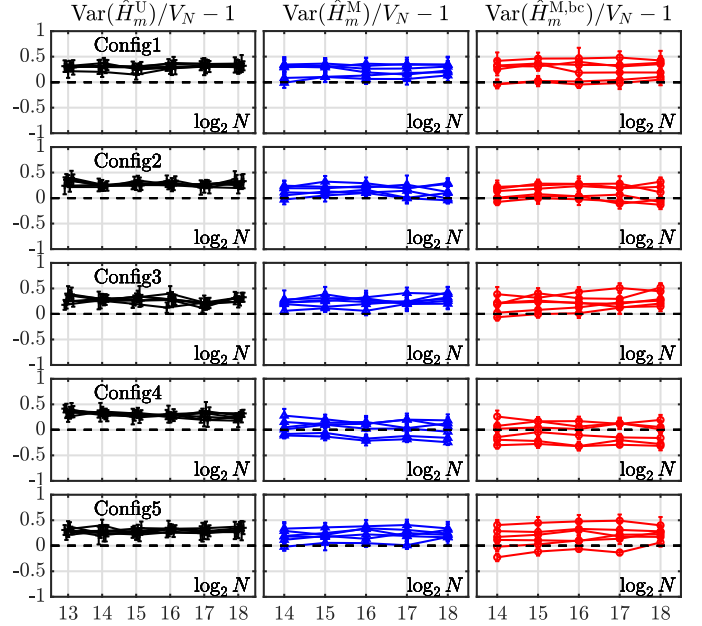 Var(Ĥ_m^U)/V_N − 1 Var(Ĥ_m^M)/V_N − 1 Var(Ĥ_m^{M,bc})/V_N − 1
1
Config1
0.5
0
-0.5
log₂ N log₂ N log₂ N
-1
1
Config2
0.5
0
-0.5
log₂ N log₂ N log₂ N
-1
1
Config3
0.5
0
-0.5
log₂ N log₂ N log₂ N
-1
1
Config4
0.5
0
-0.5
log₂ N log₂ N log₂ N
-1
1
Config5
0.5
0
-0.5
log₂ N log₂ N log₂ N
-1
13 14 15 16 17 18 14 15 16 17 18 14 15 16 17 18